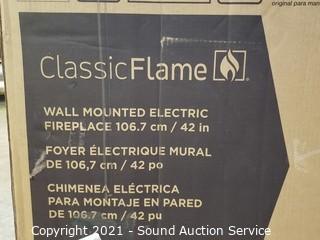 original para man
ClassicFlame
WALL MOUNTED ELECTRIC
FIREPLACE 106.7 cm / 42 in
FOYER ÉLECTRIQUE MURAL
DE 106,7 cm / 42 po
CHIMENEA ELÉCTRICA
PARA MONTAJE EN PARED
DE 106.7 cm / 42 pu
Copyright 2021 - Sound Auction Service